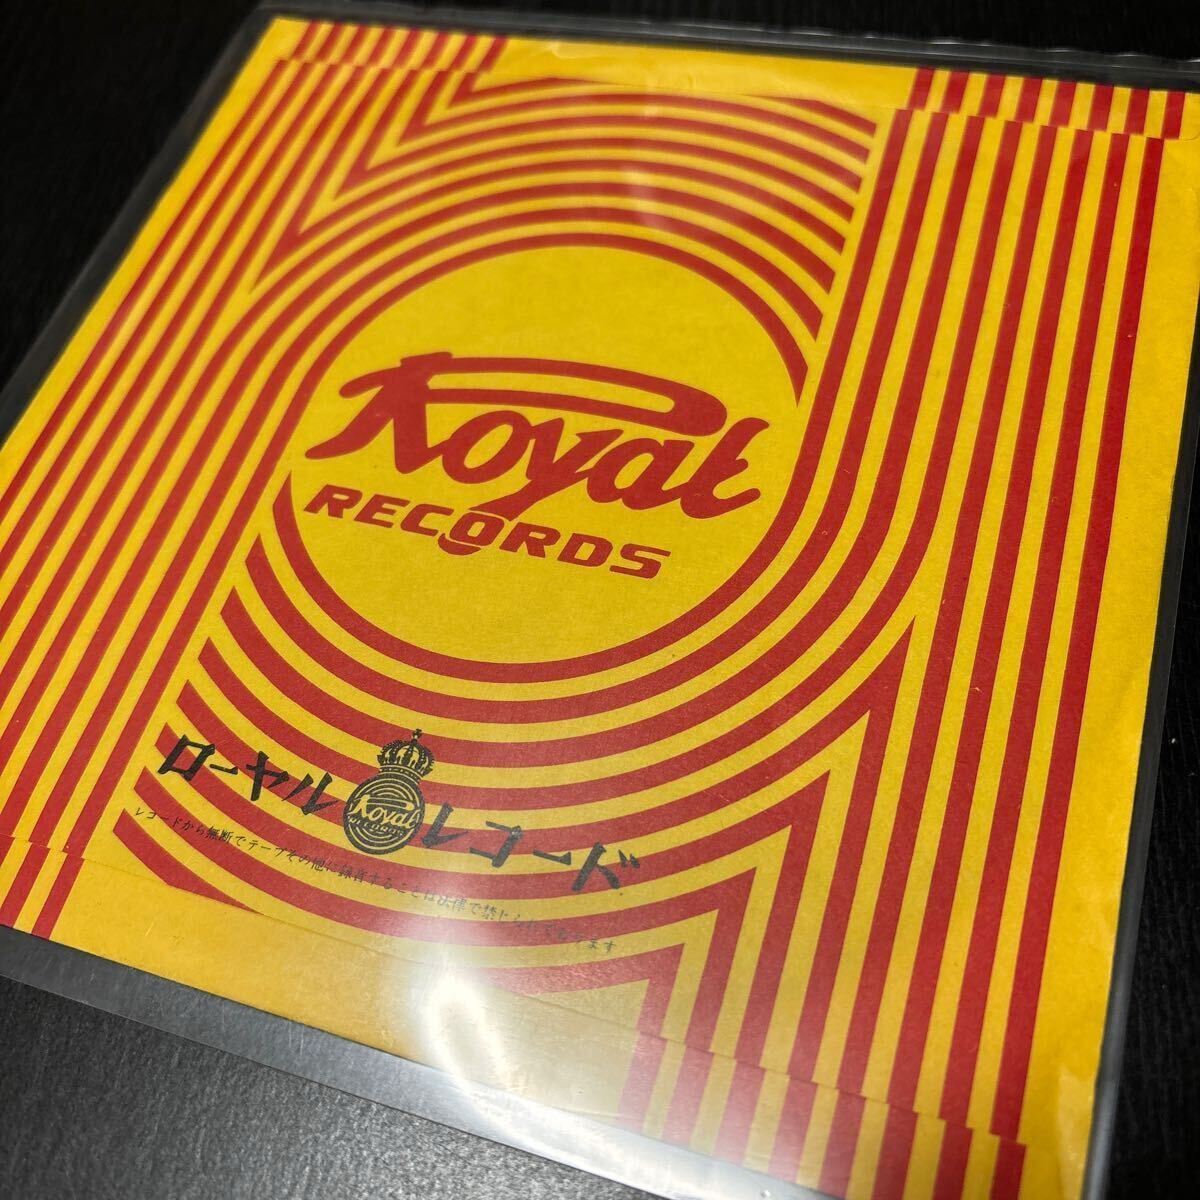 Royal
RECORDS
ローヤル Royal RECORDS レコード
レコードから無断でテープその他に録音することは法律で禁じられております